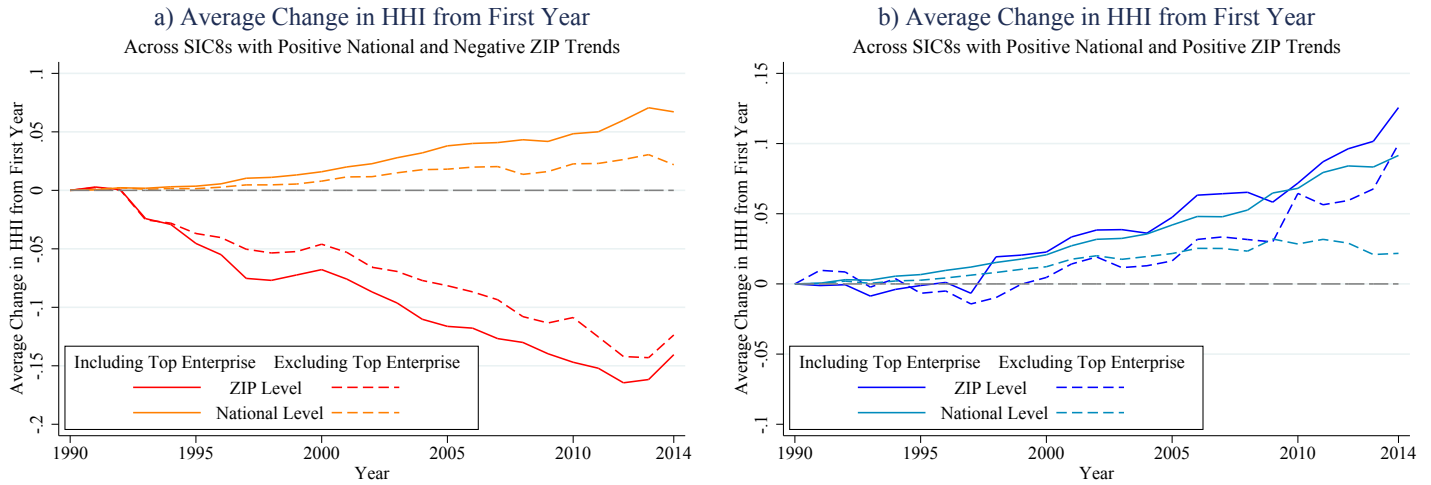 a) Average Change in HHI from First Year
Across SIC8s with Positive National and Negative ZIP Trends
Average Change in HHI from First Year
.1
.05
0
-.05
-.1
-.15
-.2
Including Top Enterprise Excluding Top Enterprise
ZIP Level
National Level
1990 1995 2000 2005 2010 2014
Year
b) Average Change in HHI from First Year
Across SIC8s with Positive National and Positive ZIP Trends
Average Change in HHI from First Year
.15
.1
.05
0
-.05
-.1
Including Top Enterprise Excluding Top Enterprise
ZIP Level
National Level
1990 1995 2000 2005 2010 2014
Year